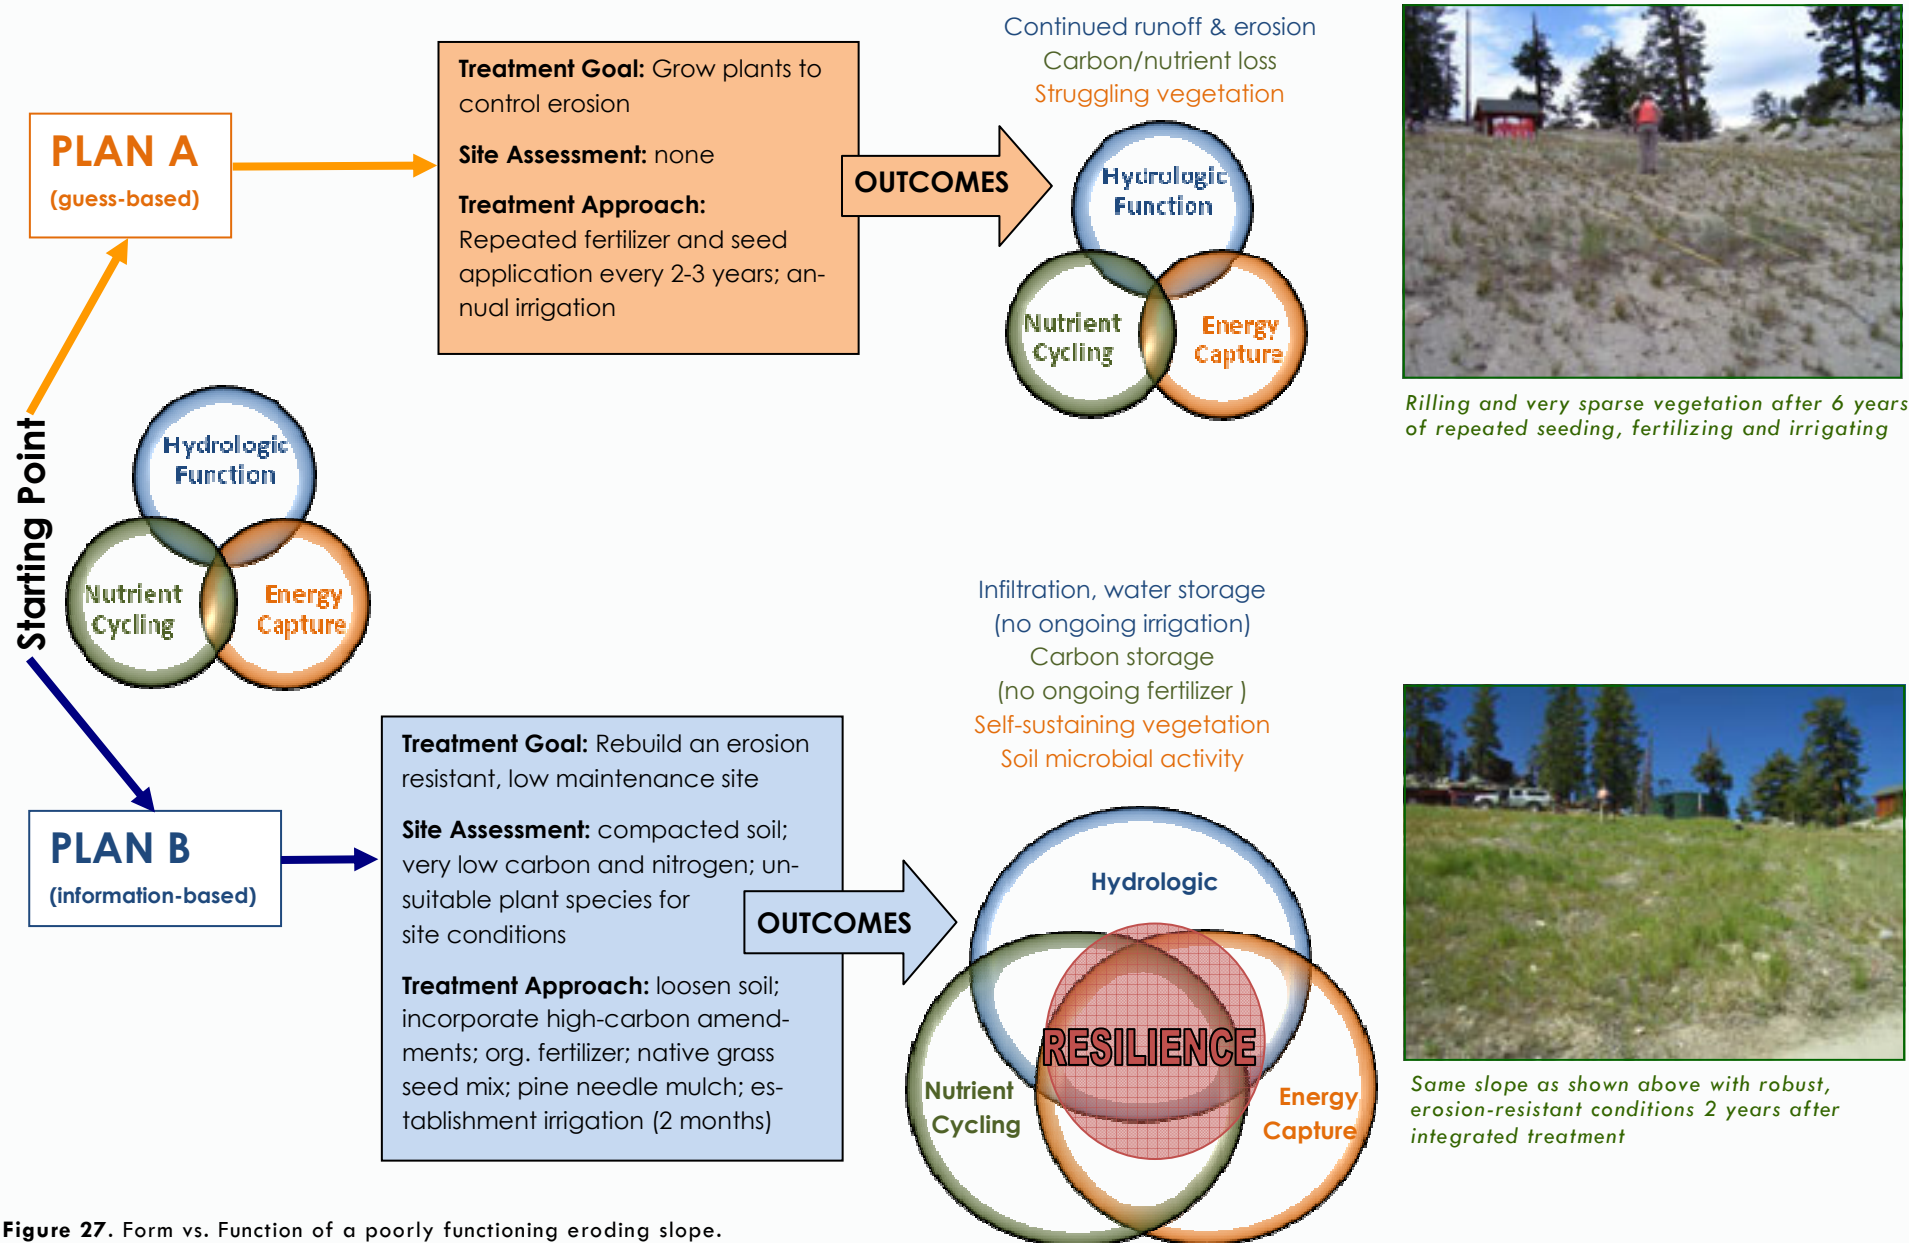 Starting Point
Hydrologic
Function
Nutrient
Cycling
Energy
Capture
PLAN A
(guess-based)
Treatment Goal: Grow plants to
control erosion
Site Assessment: none
Treatment Approach:
Repeated fertilizer and seed
application every 2-3 years; an-
nual irrigation
OUTCOMES
Continued runoff & erosion
Carbon/nutrient loss
Struggling vegetation
Hydrologic
Function
Nutrient
Cycling
Energy
Capture
Rilling and very sparse vegetation after 6 years
of repeated seeding, fertilizing and irrigating
PLAN B
(information-based)
Treatment Goal: Rebuild an erosion
resistant, low maintenance site
Site Assessment: compacted soil;
very low carbon and nitrogen; un-
suitable plant species for
site conditions
Treatment Approach: loosen soil;
incorporate high-carbon amend-
ments; org. fertilizer; native grass
seed mix; pine needle mulch; es-
tablishment irrigation (2 months)
OUTCOMES
Infiltration, water storage
(no ongoing irrigation)
Carbon storage
(no ongoing fertilizer )
Self-sustaining vegetation
Soil microbial activity
Hydrologic
RESILIENCE
Nutrient
Cycling
Energy
Capture
Same slope as shown above with robust,
erosion-resistant conditions 2 years after
integrated treatment
Figure 27. Form vs. Function of a poorly functioning eroding slope.